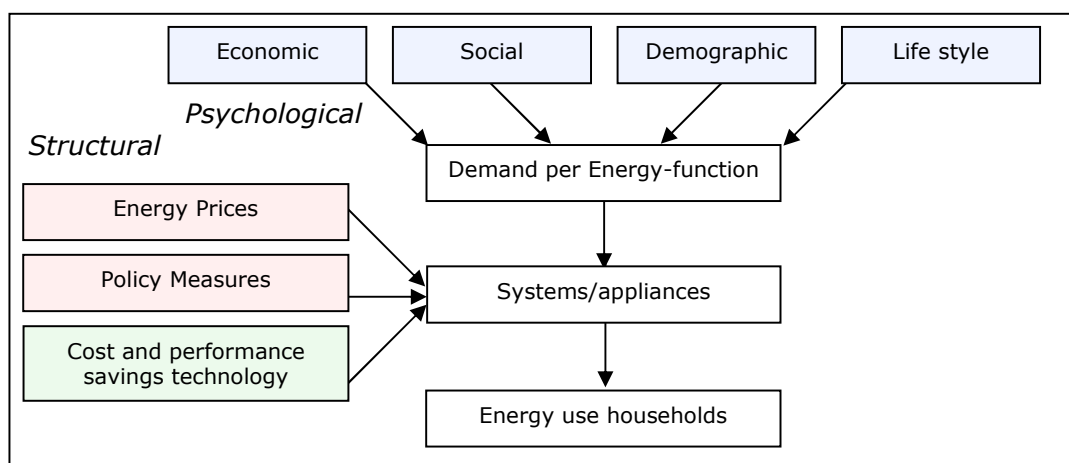 Economic
Social
Demographic
Life style
Psychological
Structural
Demand per Energy-function
Energy Prices
Policy Measures
Systems/appliances
Cost and performance
savings technology
Energy use households